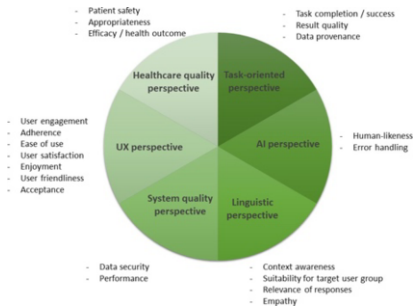 - Patient safety
- Appropriateness
- Efficacy / health outcome
- Task completion / success
- Result quality
- Data provenance
Healthcare quality
perspective
Task-oriented
perspective
- User engagement
- Adherence
- Ease of use
- User satisfaction
- Enjoyment
- User friendliness
- Acceptance
UX perspective
AI perspective
- Human-likeness
- Error handling
System quality
perspective
Linguistic
perspective
- Data security
- Performance
- Context awareness
- Suitability for target user group
- Relevance of responses
- Empathy